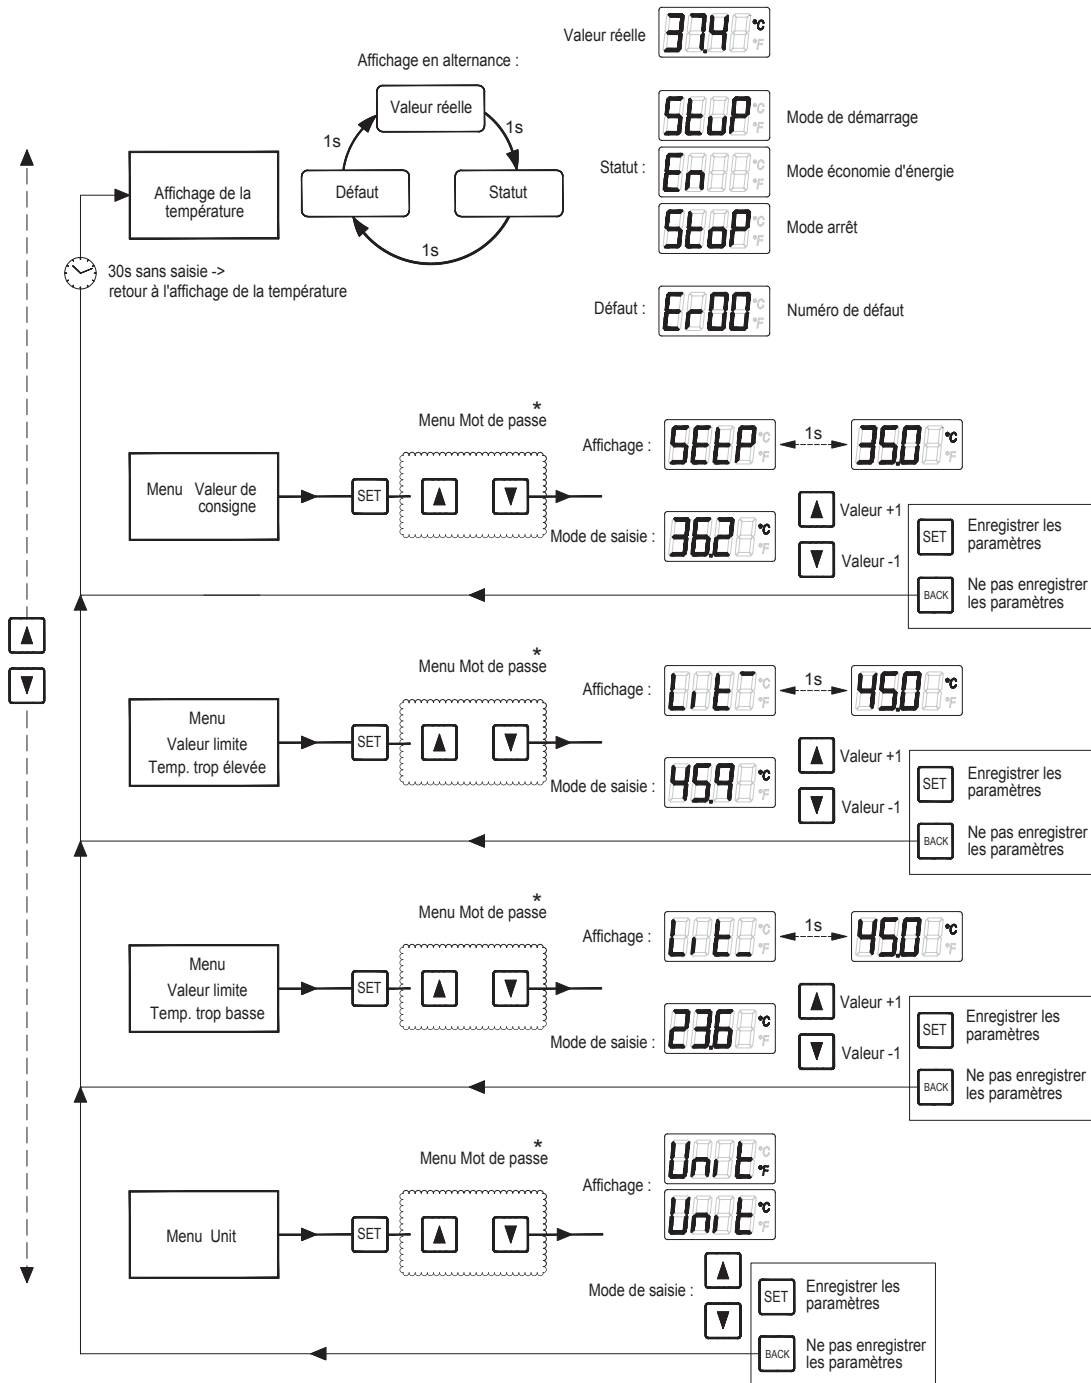 Valeur réelle
37.4 °C
°F
Affichage en alternance :
Valeur réelle
1s
1s
Défaut
Statut
1s
Affichage de la
température
Statut :
StuP °C
°F
Mode de démarrage
En °C
°F
Mode économie d'énergie
StoP °C
°F
Mode arrêt
30s sans saisie ->
retour à l'affichage de la température
Défaut :
Er00 °C
°F
Numéro de défaut
Menu Valeur de
consigne
SET
Menu Mot de passe*
Affichage :
SEtP °C
°F
1s
35.0 °C
°F
Mode de saisie :
36.2 °C
°F
Valeur +1
Valeur -1
SET
Enregistrer les
paramètres
BACK
Ne pas enregistrer
les paramètres
Menu
Valeur limite
Temp. trop élevée
SET
Menu Mot de passe*
Affichage :
Lit¯ °C
°F
1s
45.0 °C
°F
Mode de saisie :
45.9 °C
°F
Valeur +1
Valeur -1
SET
Enregistrer les
paramètres
BACK
Ne pas enregistrer
les paramètres
Menu
Valeur limite
Temp. trop basse
SET
Menu Mot de passe*
Affichage :
Lit_ °C
°F
1s
45.0 °C
°F
Mode de saisie :
23.6 °C
°F
Valeur +1
Valeur -1
SET
Enregistrer les
paramètres
BACK
Ne pas enregistrer
les paramètres
Menu Unit
SET
Menu Mot de passe*
Affichage :
Unit °C
°F
Unit °C
°F
Mode de saisie :
SET
Enregistrer les
paramètres
BACK
Ne pas enregistrer
les paramètres